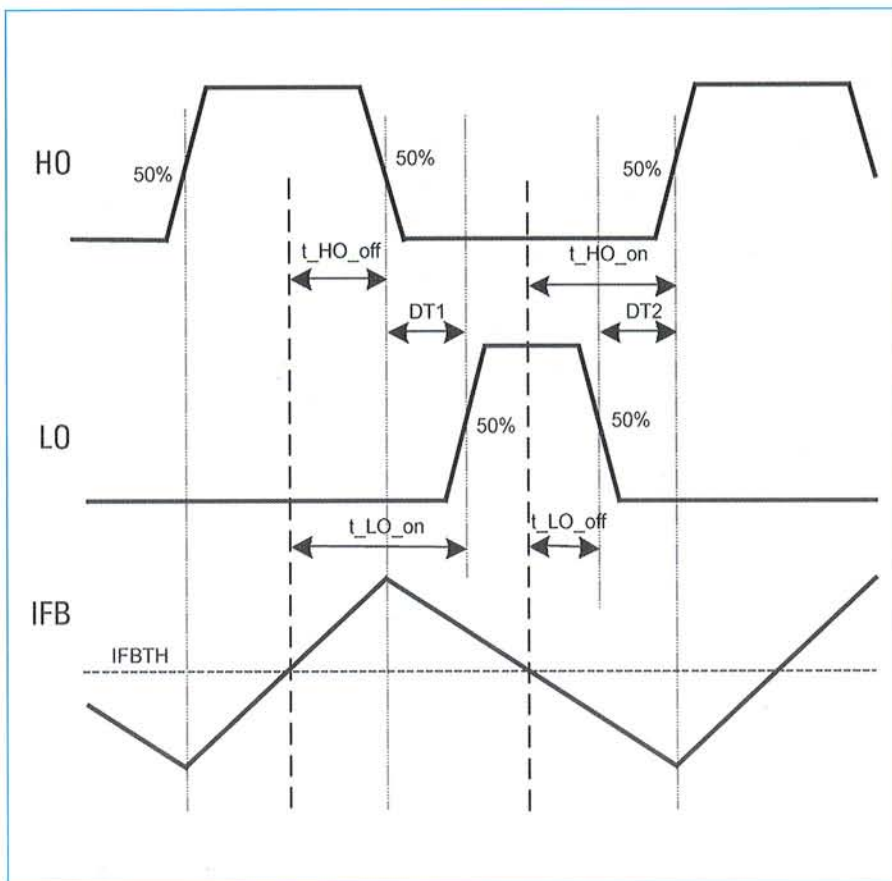 HO
50%
50%
50%
t_HO_off
t_HO_on
DT1
DT2
LO
50%
50%
t_LO_on
t_LO_off
IFB
IFBTH